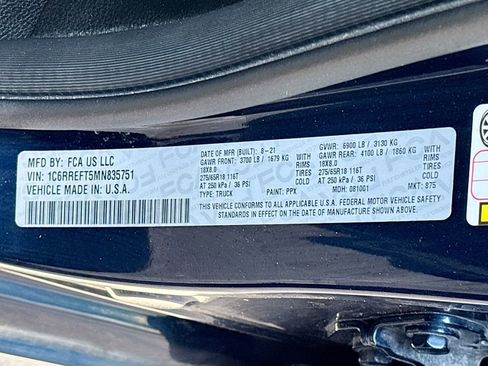 MFD BY: FCA US LLC
VIN: 1C6RREFT5MN835751
VEHICLE MADE IN: U.S.A.
DATE OF MFR (BUILT): 8-21
GAWR FRONT: 3700 LB / 1679 KG WITH
18X8.0 RIMS
275/65R18 116T TIRES
AT 250 kPa / 36 PSI
TYPE: TRUCK PAINT: PPX
GVWR: 6900 LB / 3130 KG
GAWR REAR: 4100 LB / 1860 KG WITH
18X8.0 RIMS
275/65R18 116T TIRES
AT 250 kPa / 36 PSI
MDH: 081001 MKT: 875
THIS VEHICLE CONFORMS TO ALL APPLICABLE U.S.A. FEDERAL MOTOR VEHICLE SAFETY
STANDARDS IN EFFECT ON THE DATE OF MANUFACTURE SHOWN ABOVE.